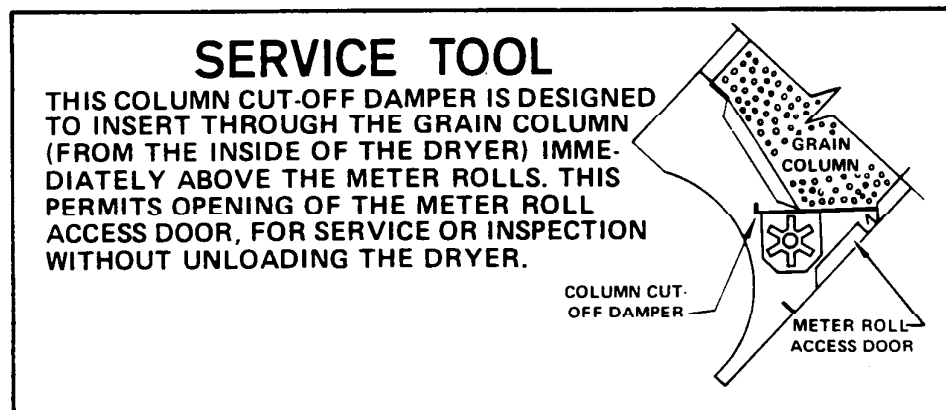 SERVICE TOOL
THIS COLUMN CUT-OFF DAMPER IS DESIGNED
TO INSERT THROUGH THE GRAIN COLUMN
(FROM THE INSIDE OF THE DRYER) IMME-
DIATELY ABOVE THE METER ROLLS. THIS
PERMITS OPENING OF THE METER ROLL
ACCESS DOOR, FOR SERVICE OR INSPECTION
WITHOUT UNLOADING THE DRYER.
GRAIN
COLUMN
COLUMN CUT-
OFF DAMPER
METER ROLL
ACCESS DOOR